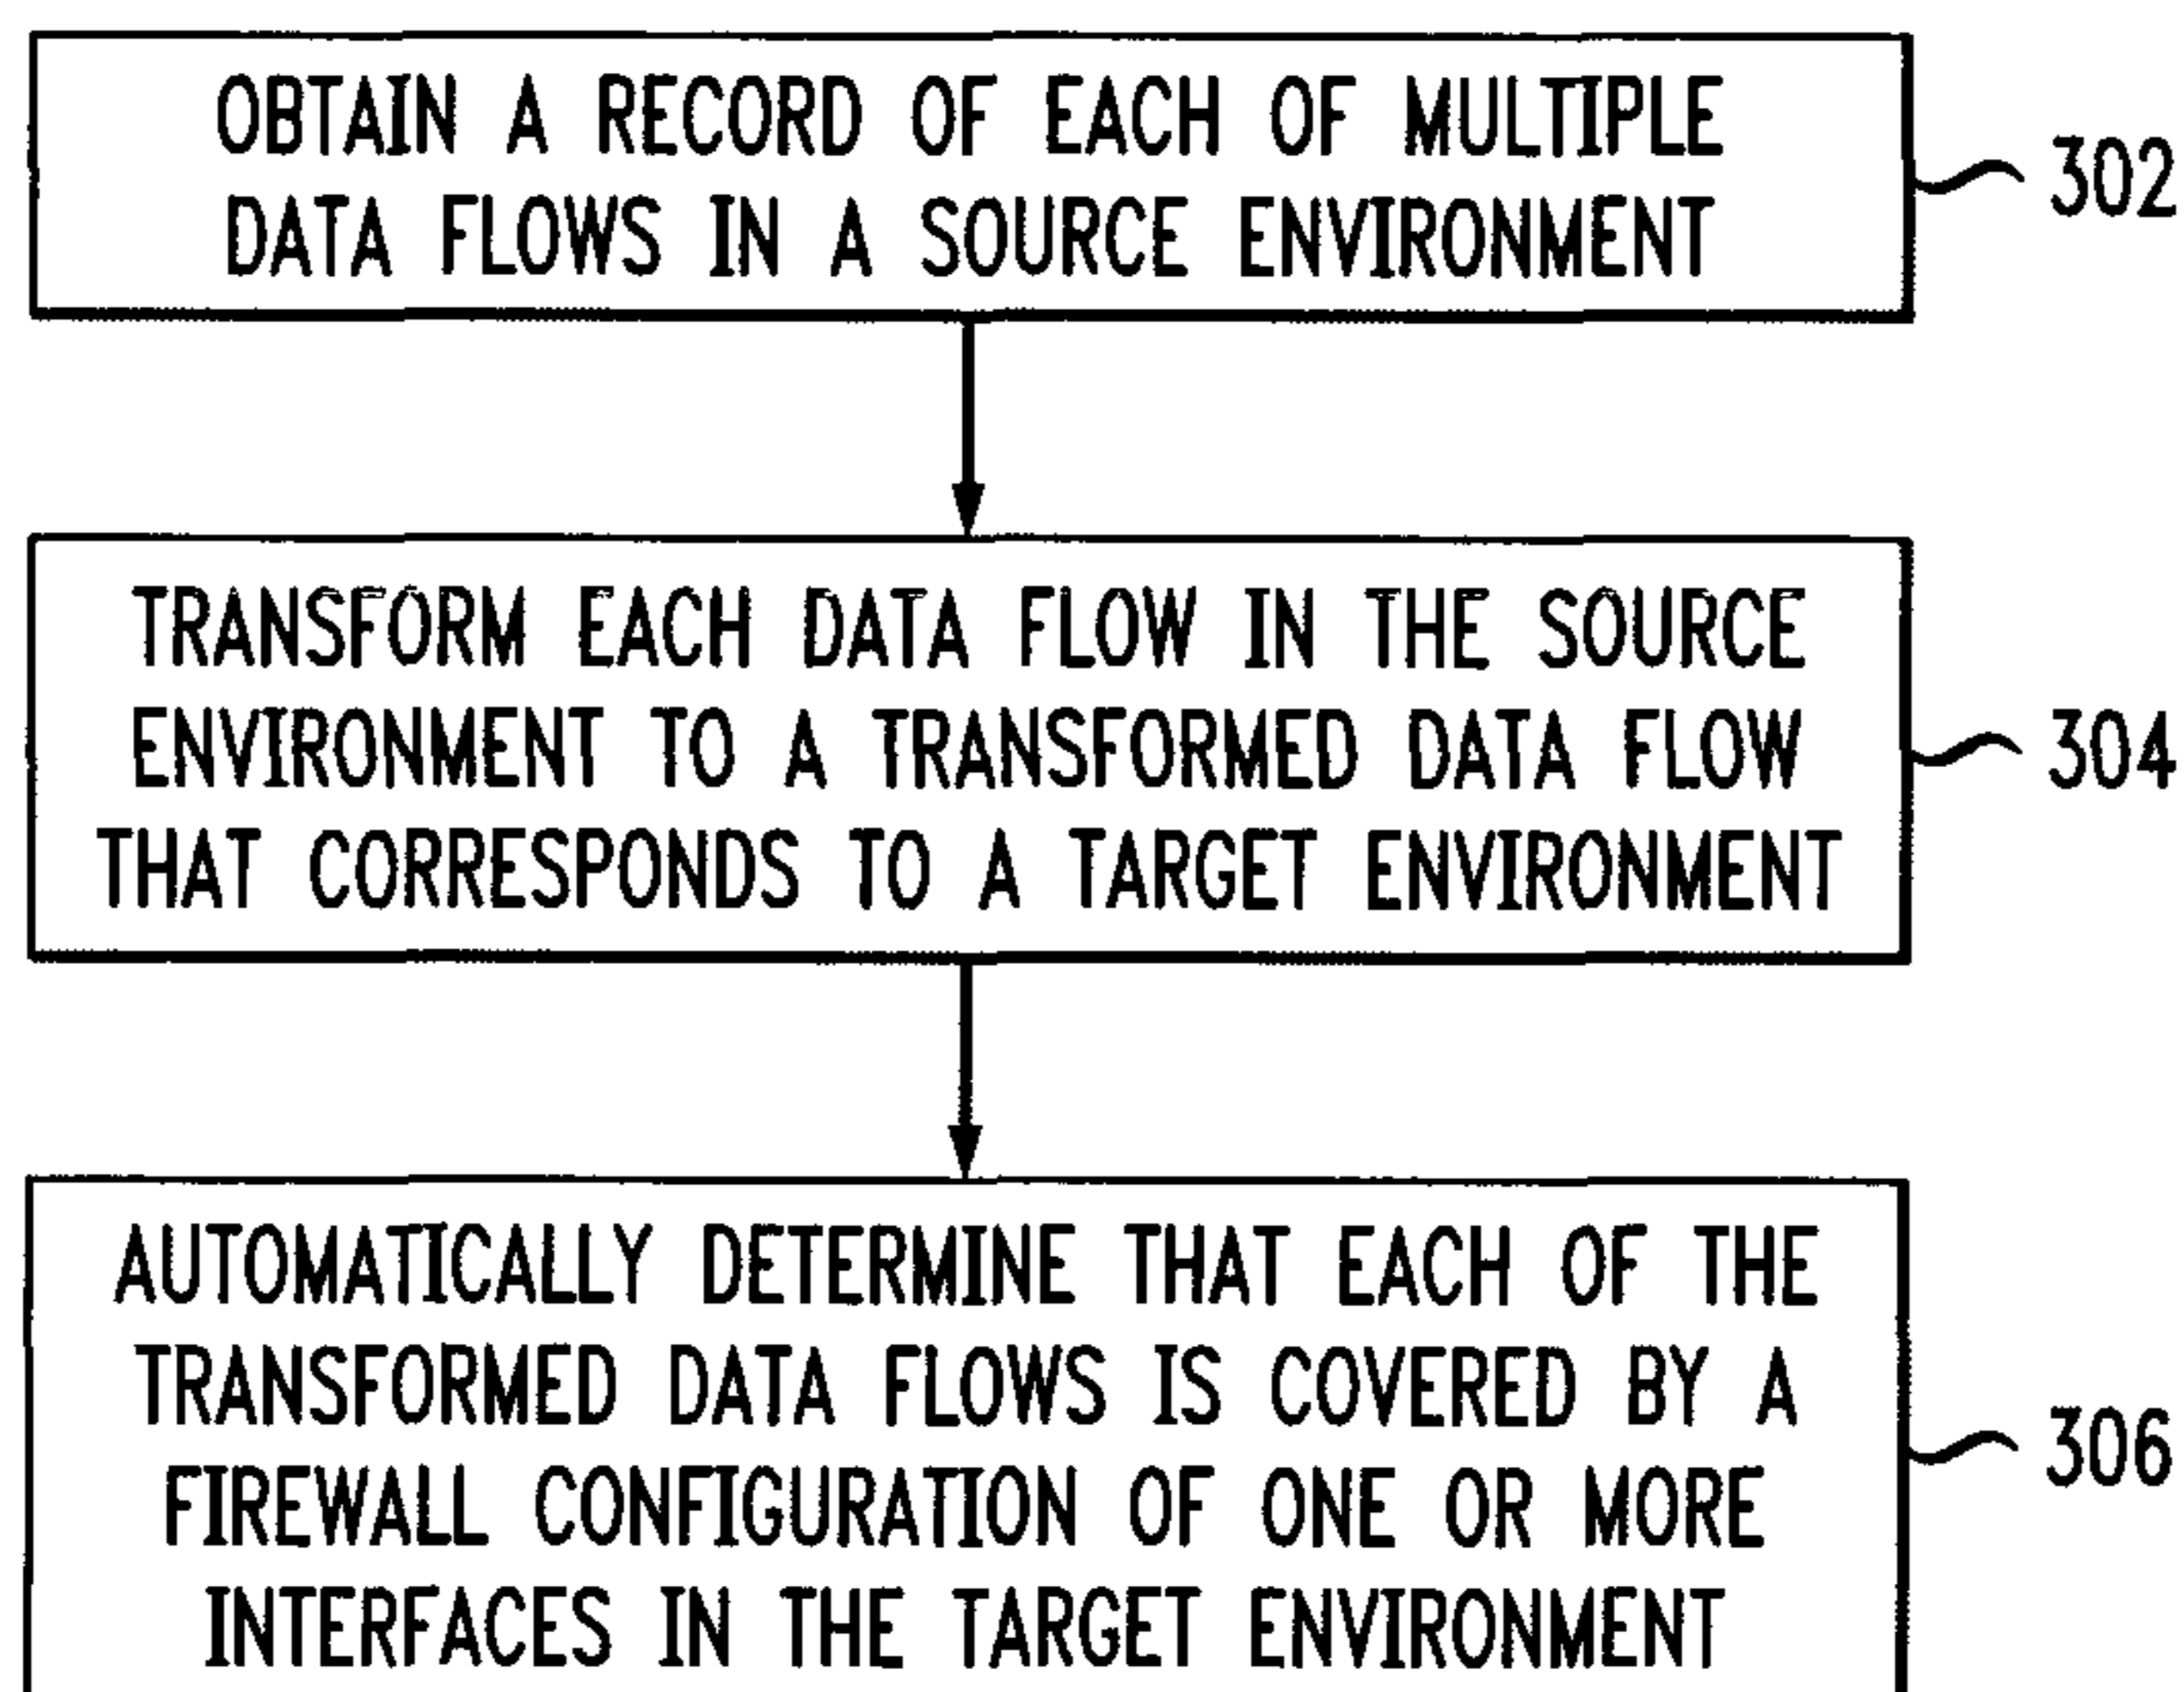 OBTAIN A RECORD OF EACH OF MULTIPLE
DATA FLOWS IN A SOURCE ENVIRONMENT
302
TRANSFORM EACH DATA FLOW IN THE SOURCE
ENVIRONMENT TO A TRANSFORMED DATA FLOW
THAT CORRESPONDS TO A TARGET ENVIRONMENT
304
AUTOMATICALLY DETERMINE THAT EACH OF THE
TRANSFORMED DATA FLOWS IS COVERED BY A
FIREWALL CONFIGURATION OF ONE OR MORE
INTERFACES IN THE TARGET ENVIRONMENT
306